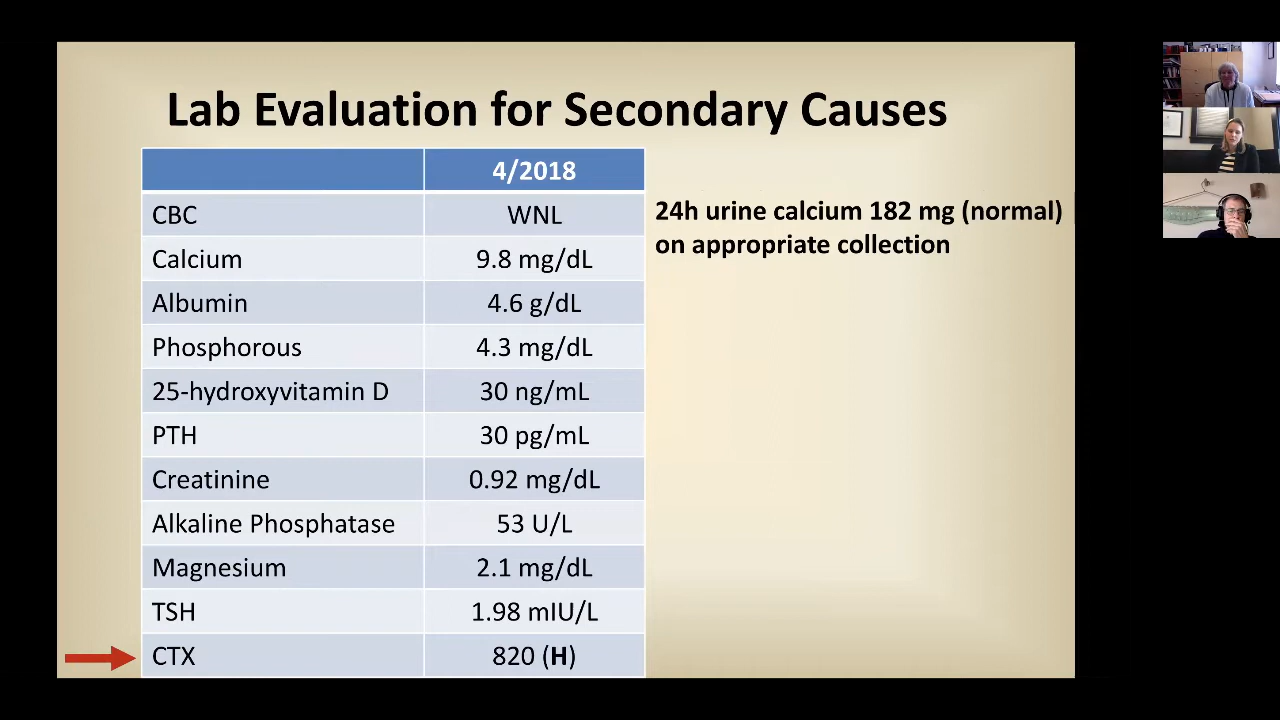 Lab Evaluation for Secondary Causes
4/2018
CBC WNL
Calcium 9.8 mg/dL
Albumin 4.6 g/dL
Phosphorous 4.3 mg/dL
25-hydroxyvitamin D 30 ng/mL
PTH 30 pg/mL
Creatinine 0.92 mg/dL
Alkaline Phosphatase 53 U/L
Magnesium 2.1 mg/dL
TSH 1.98 mIU/L
CTX 820 (H)
24h urine calcium 182 mg (normal)
on appropriate collection